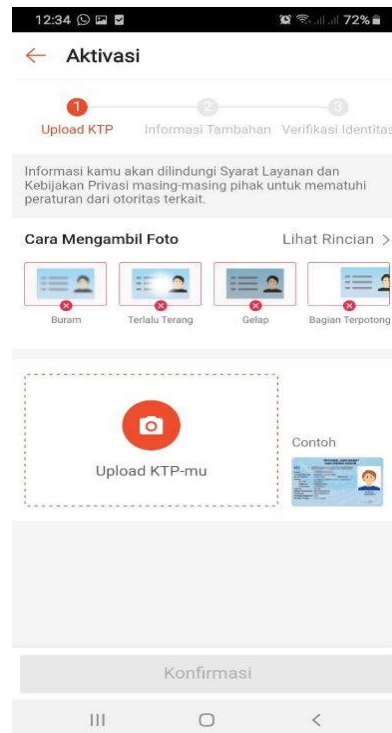 12:34
72%
Aktivasi
1
2
3
Upload KTP
Informasi Tambahan
Verifikasi Identitas
Informasi kamu akan dilindungi Syarat Layanan dan
Kebijakan Privasi masing-masing pihak untuk mematuhi
peraturan dari otoritas terkait.
Cara Mengambil Foto
Lihat Rincian >
Buram
Terlalu Terang
Gelap
Bagian Terpotong
Upload KTP-mu
Contoh
Konfirmasi